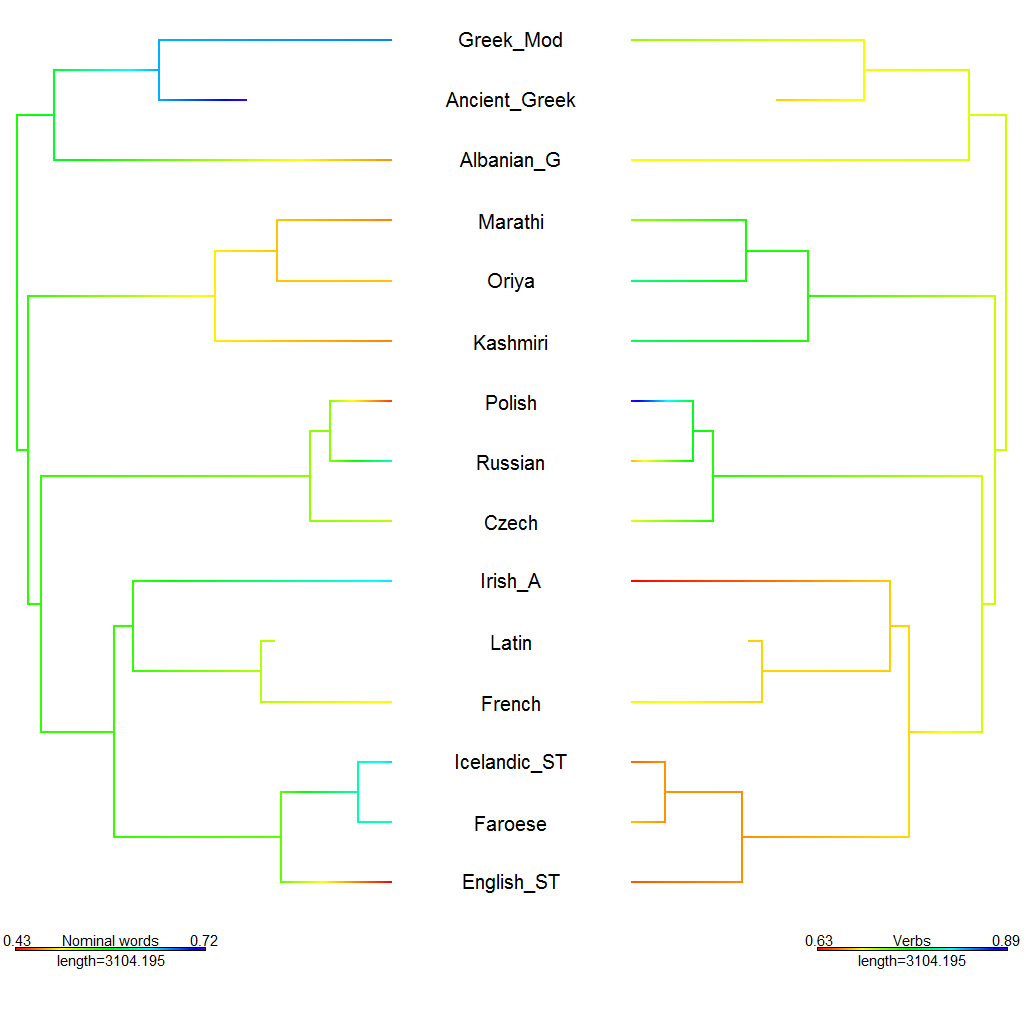 Greek_Mod
Ancient_Greek
Albanian_G
Marathi
Oriya
Kashmiri
Polish
Russian
Czech
Irish_A
Latin
French
Icelandic_ST
Faroese
English_ST
0.43 Nominal words 0.72
length=3104.195
0.63 Verbs 0.89
length=3104.195